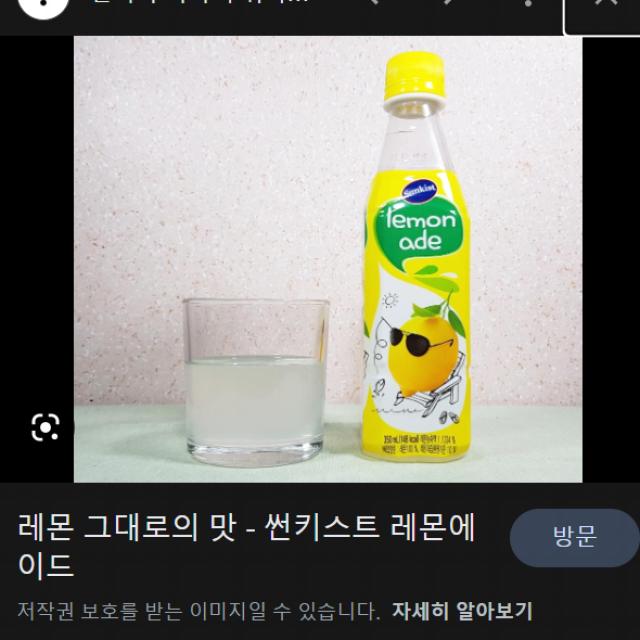 Sunkist
lemon
ade
레몬 그대로의 맛 - 썬키스트 레몬에
이드
방문
저작권 보호를 받는 이미지일 수 있습니다. 자세히 알아보기